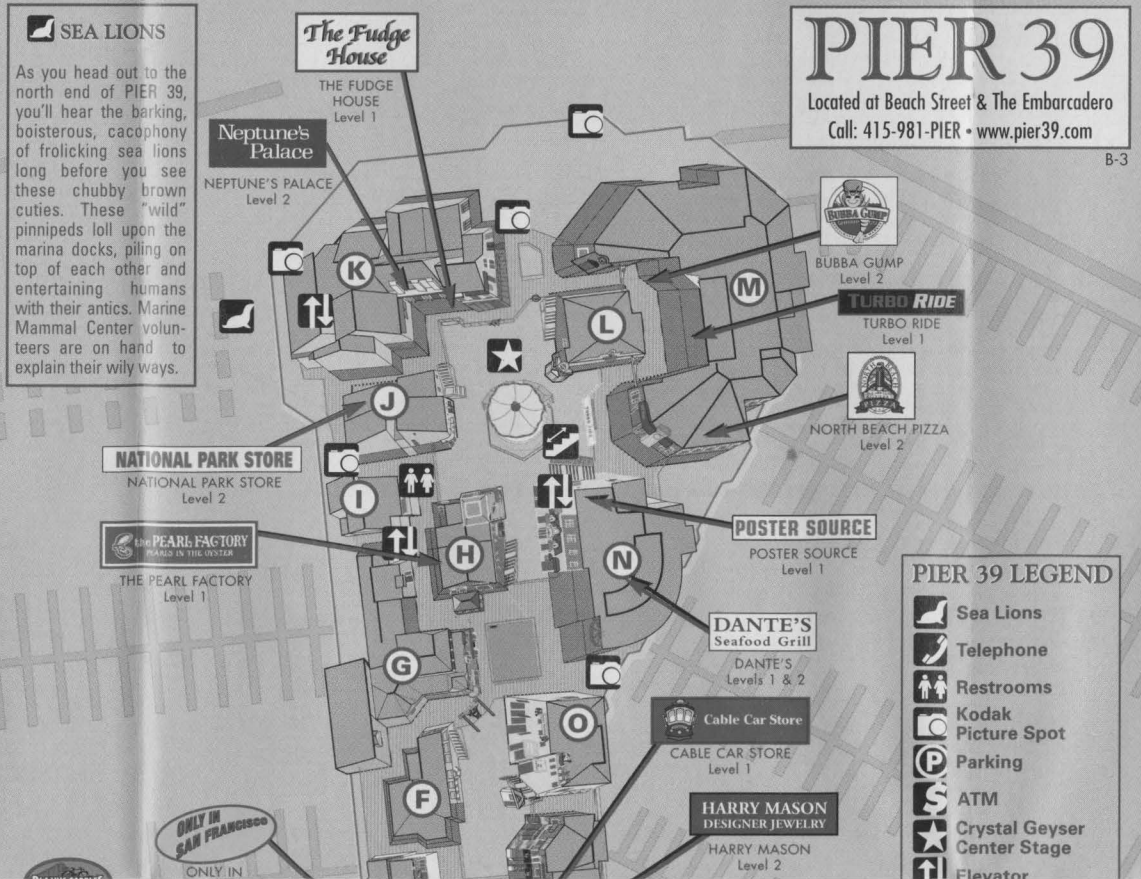 SEA LIONS
As you head out to the
north end of PIER 39,
you'll hear the barking,
boisterous, cacophony
of frolicking sea lions
long before you see
these chubby brown
cuties. These "wild"
pinnipeds loll upon the
marina docks, piling on
top of each other and
entertaining humans
with their antics. Marine
Mammal Center volun-
teers are on hand to
explain their wily ways.
The Fudge
House
THE FUDGE
HOUSE
Level 1
Neptune's
Palace
NEPTUNE'S PALACE
Level 2
PIER 39
Located at Beach Street & The Embarcadero
Call: 415-981-PIER • www.pier39.com
B-3
BUBBA GUMP
BUBBA GUMP
Level 2
TURBO RIDE
TURBO RIDE
Level 1
NORTH BEACH
PIZZA
NORTH BEACH PIZZA
Level 2
K
M
L
J
NATIONAL PARK STORE
NATIONAL PARK STORE
Level 2
I
the PEARL FACTORY
PEARLS IN THE OYSTER
THE PEARL FACTORY
Level 1
H
N
POSTER SOURCE
POSTER SOURCE
Level 1
DANTE'S
Seafood Grill
DANTE'S
Levels 1 & 2
G
O
Cable Car Store
CABLE CAR STORE
Level 1
F
HARRY MASON
DESIGNER JEWELRY
HARRY MASON
Level 2
ONLY IN
SAN FRANCISCO
ONLY IN
PIER 39 LEGEND
Sea Lions
Telephone
Restrooms
Kodak
Picture Spot
P
Parking
$
ATM
Crystal Geyser
Center Stage
Elevator